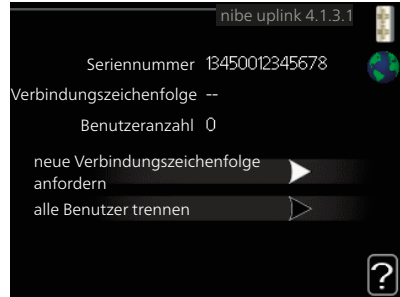 nibe uplink 4.1.3.1
Seriennummer 13450012345678
Verbindungszeichenfolge --
Benutzeranzahl 0
neue Verbindungszeichenfolge
anfordern
alle Benutzer trennen
?